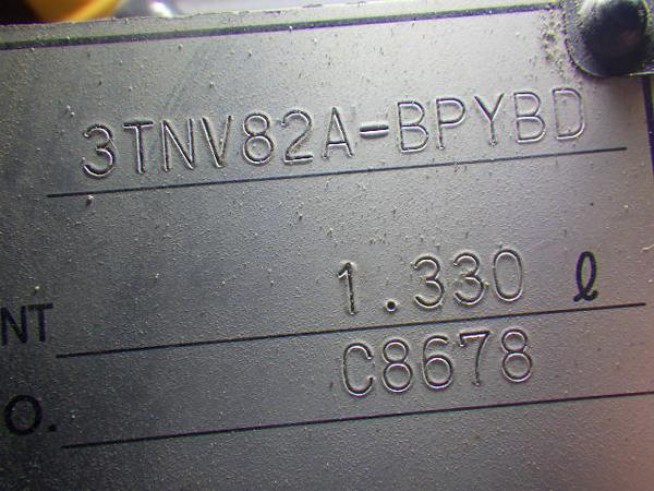 3TNV82A-BPYBD
NT 1.330 ℓ
O. C8678